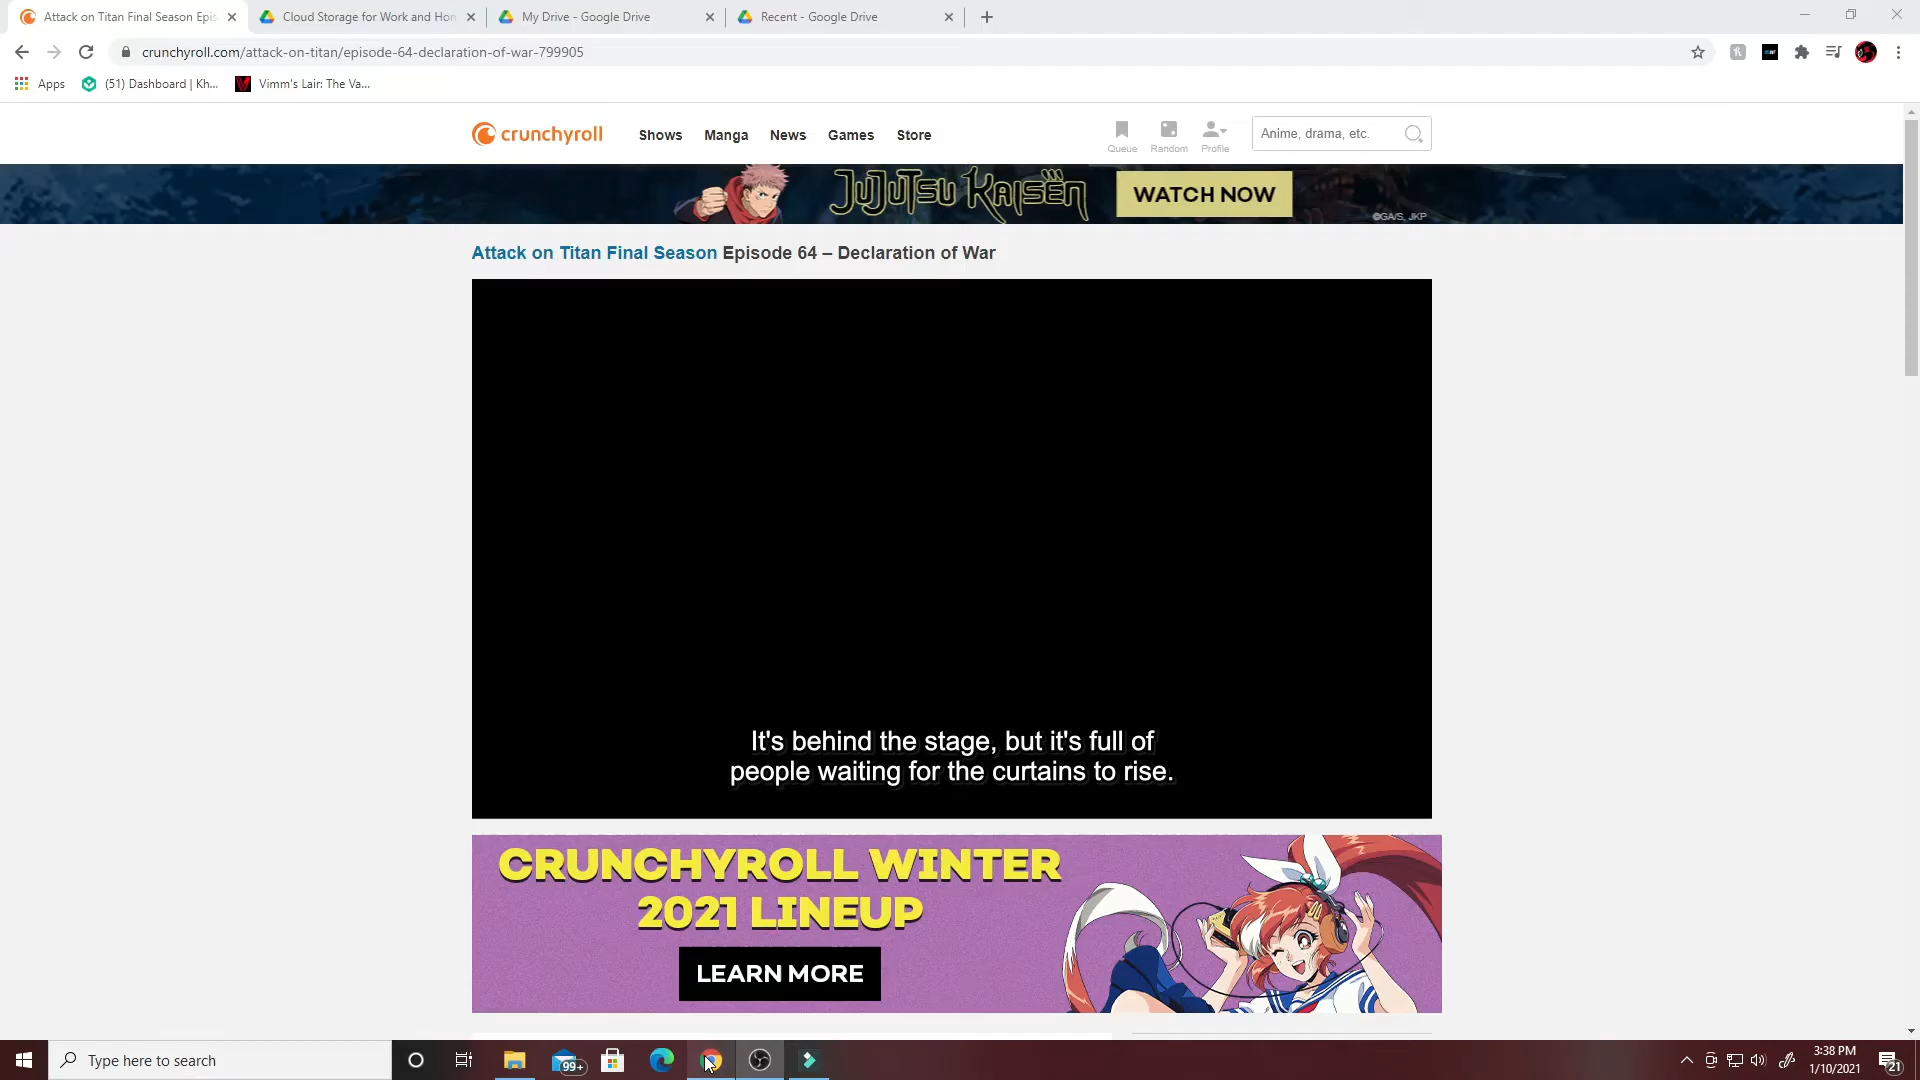 Attack on Titan Final Season Epis
Cloud Storage for Work and Hom
My Drive - Google Drive
Recent - Google Drive
crunchyroll.com/attack-on-titan/episode-64-declaration-of-war-799905
Apps
(51) Dashboard | Kh...
Vimm's Lair: The Va...
crunchyroll
Shows
Manga
News
Games
Store
Queue
Random
Profile
Anime, drama, etc.
JUJUTSU KAISEN
WATCH NOW
©GA/S, JKP
Attack on Titan Final Season Episode 64 – Declaration of War
It's behind the stage, but it's full of
people waiting for the curtains to rise.
CRUNCHYROLL WINTER
2021 LINEUP
LEARN MORE
Type here to search
99+
3:38 PM
1/10/2021
21